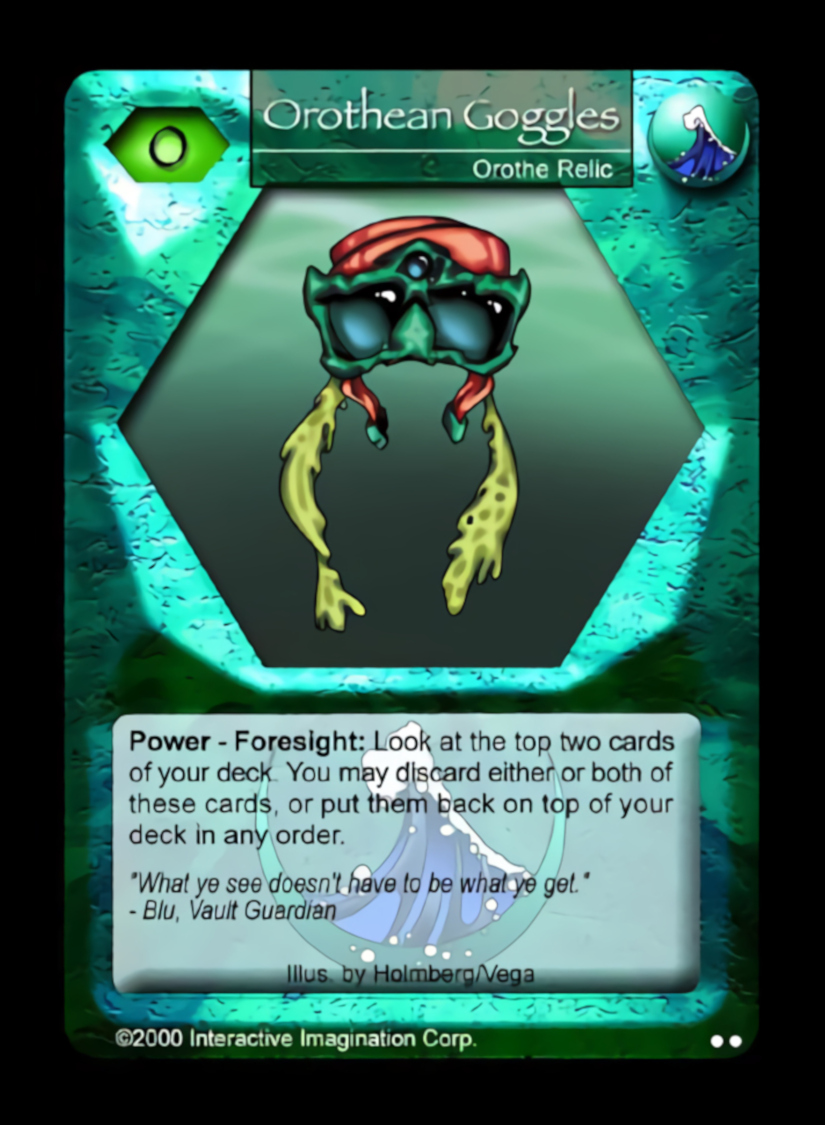 0
Orothean Goggles
Orothe Relic
Power - Foresight: Look at the top two cards
of your deck. You may discard either or both of
these cards, or put them back on top of your
deck in any order.
"What ye see doesn't have to be what ye get."
- Blu, Vault Guardian
Illus. by Holmberg/Vega
©2000 Interactive Imagination Corp.